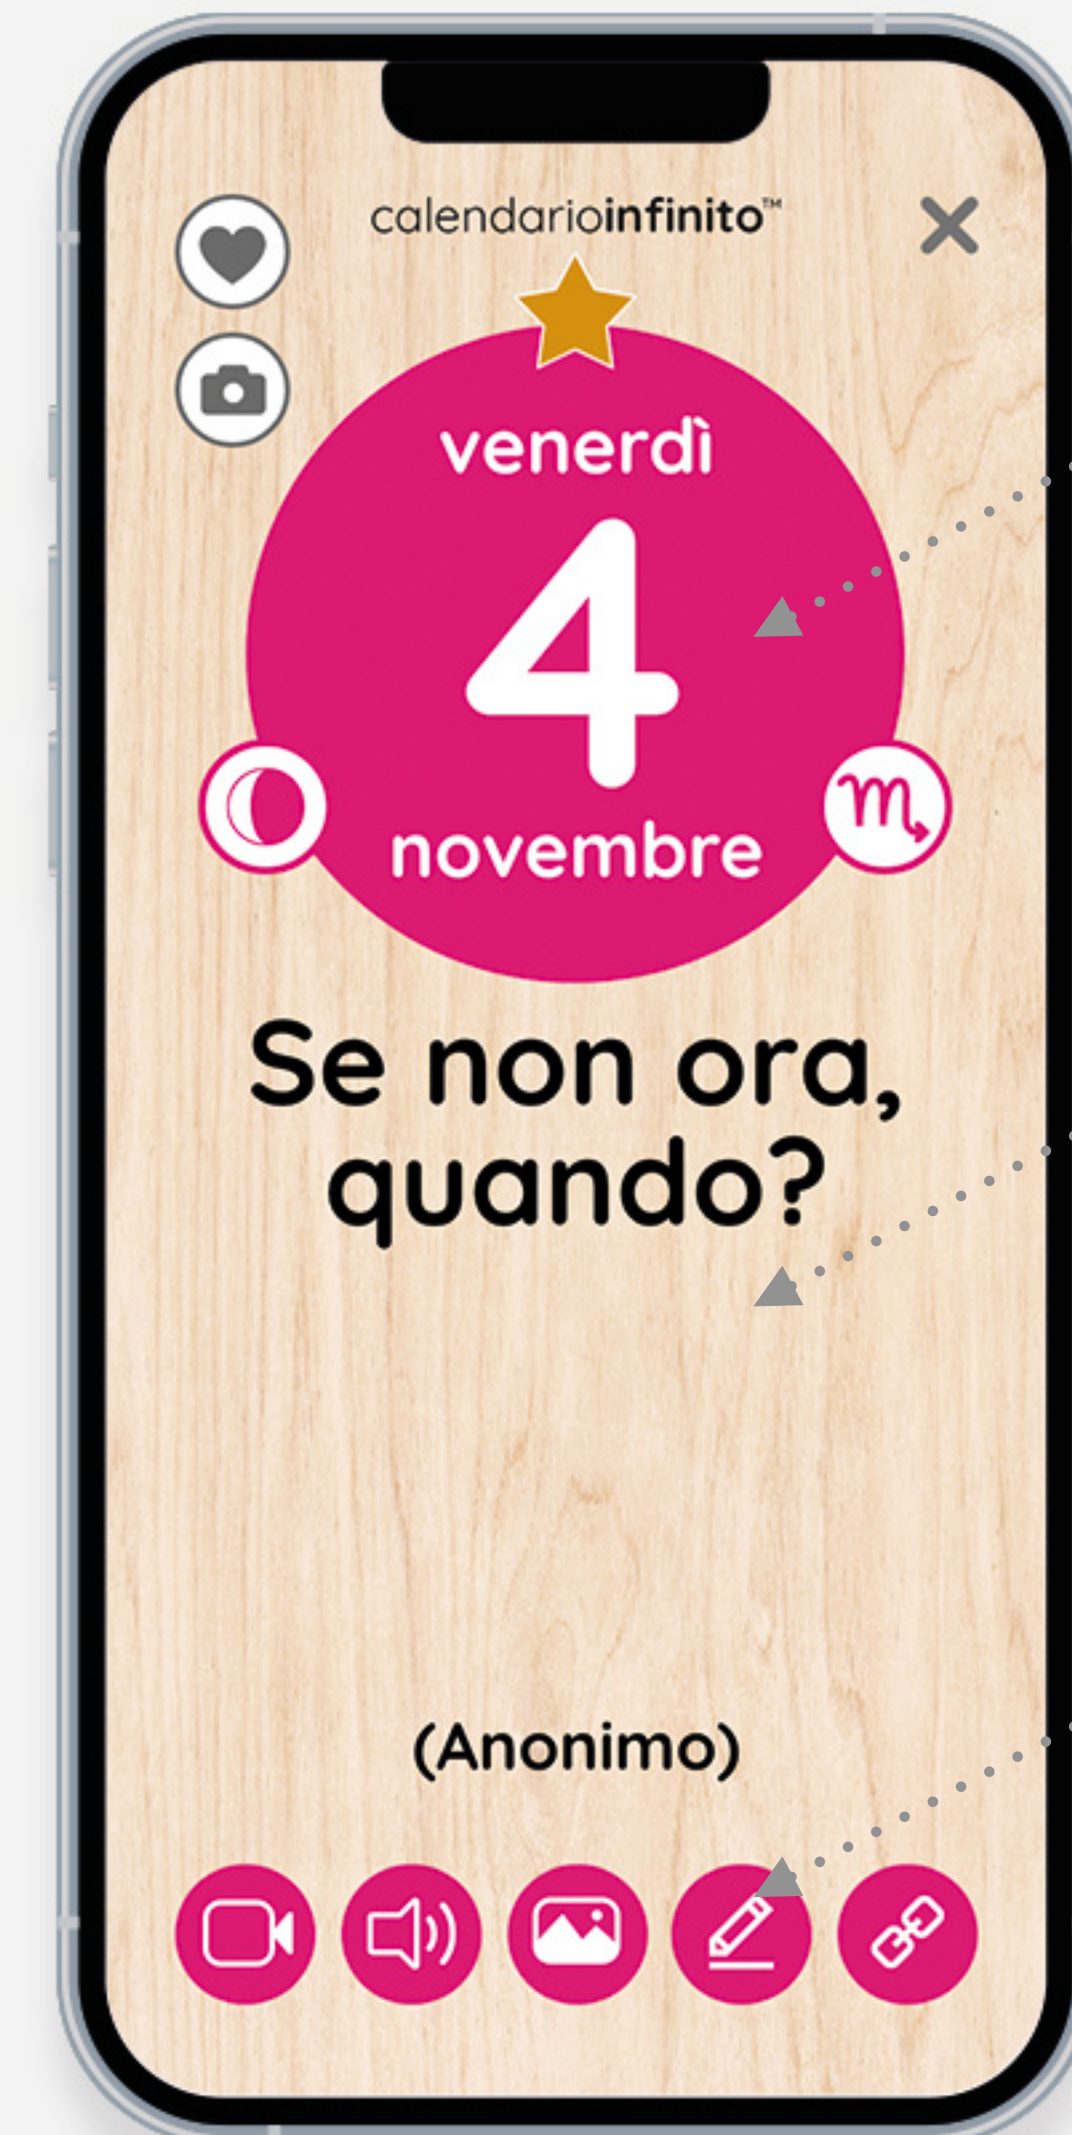 calendarioinfinito™
venerdì
4
novembre
Se non ora,
quando?
(Anonimo)